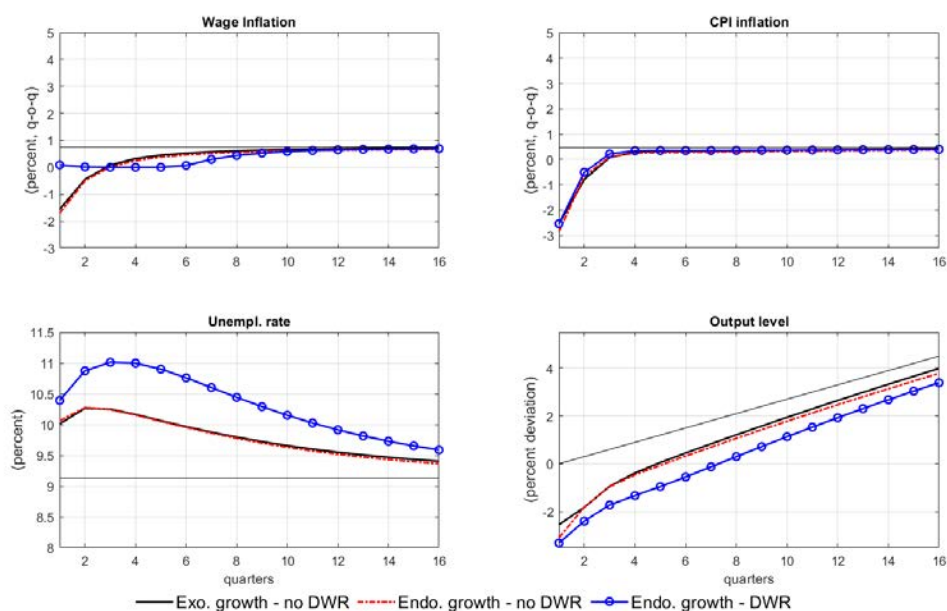 Wage Inflation
(percent, q-o-q)
5
4
3
2
1
0
-1
-2
-3
2 4 6 8 10 12 14 16
CPI inflation
(percent, q-o-q)
5
4
3
2
1
0
-1
-2
-3
2 4 6 8 10 12 14 16
Unempl. rate
(percent)
11.5
11
10.5
10
9.5
9
8.5
8
2 4 6 8 10 12 14 16
quarters
Output level
(percent deviation)
4
2
0
-2
2 4 6 8 10 12 14 16
quarters
Exo. growth - no DWR Endo. growth - no DWR Endo. growth - DWR